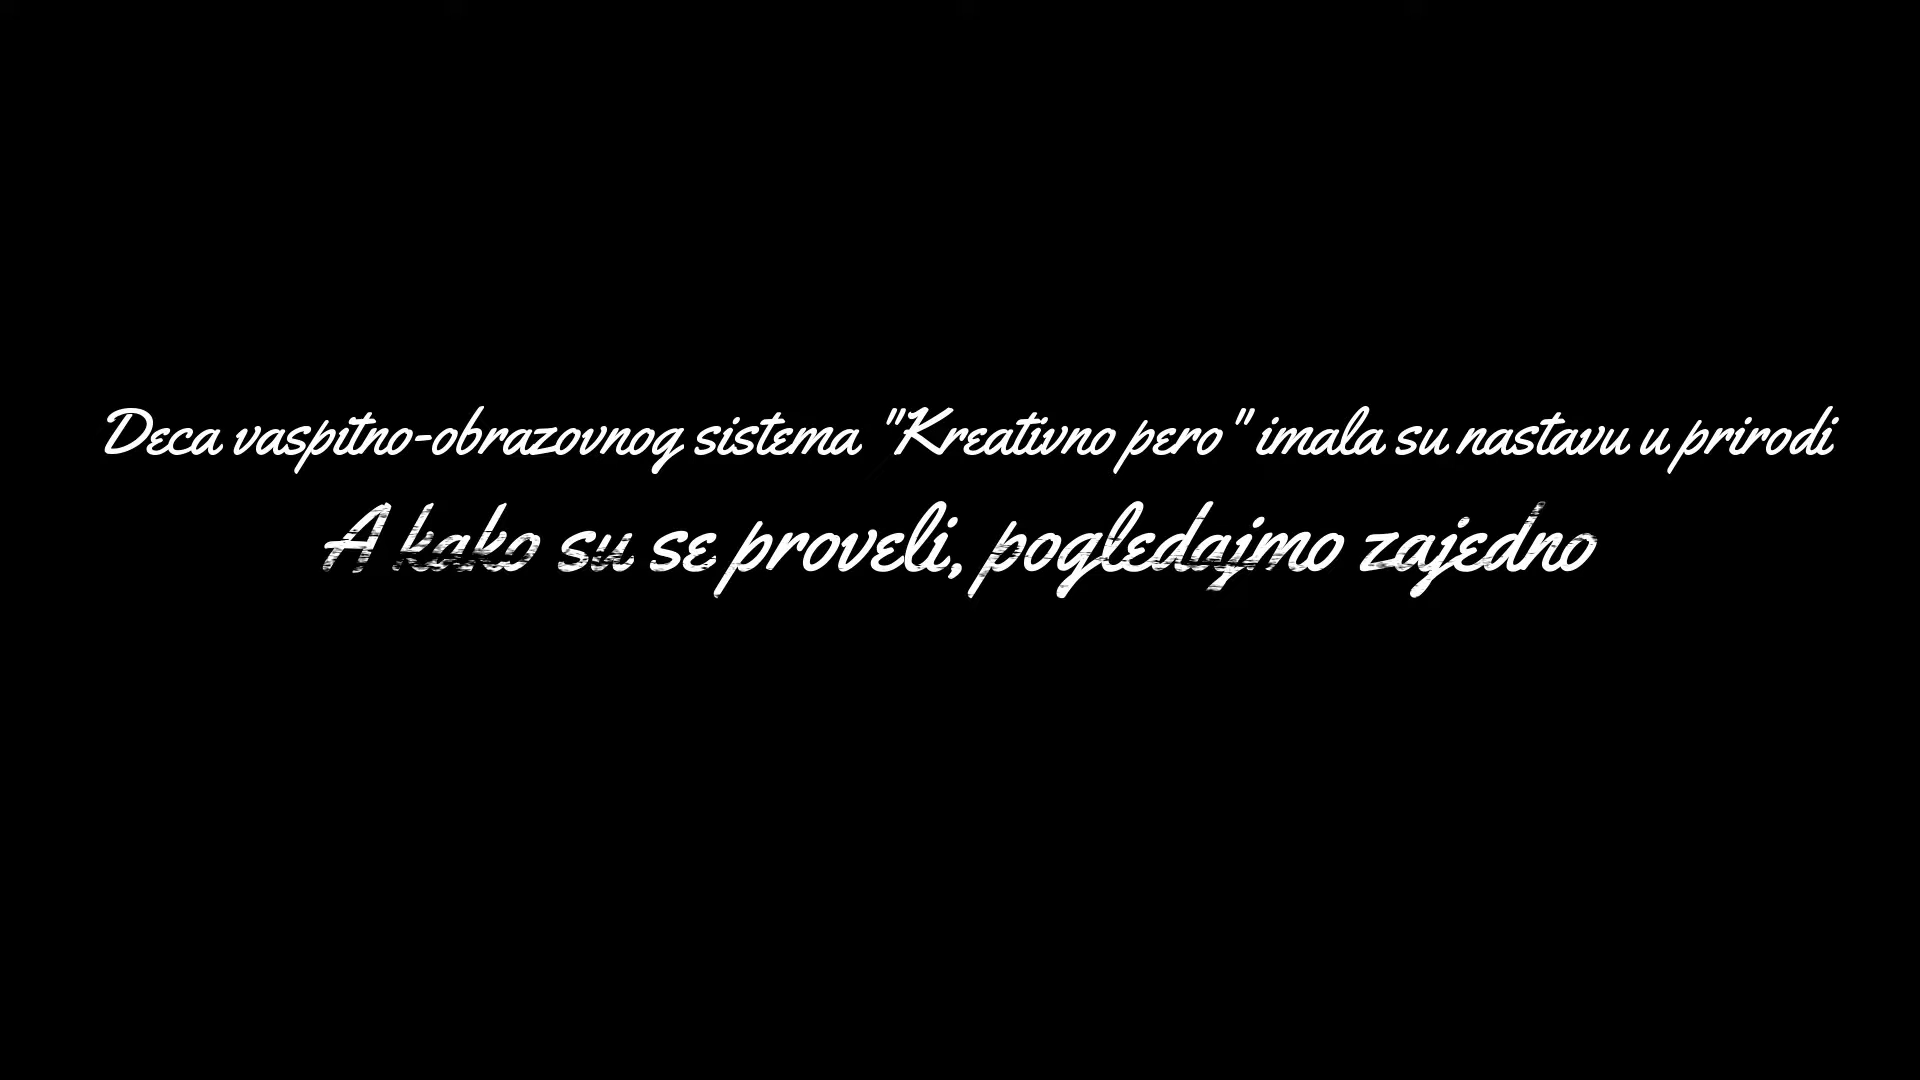 Deca vaspitno-obrazovnog sistema "Kreativno pero" imala su nastavu u prirodi
A kako su se proveli, pogledajmo zajedno